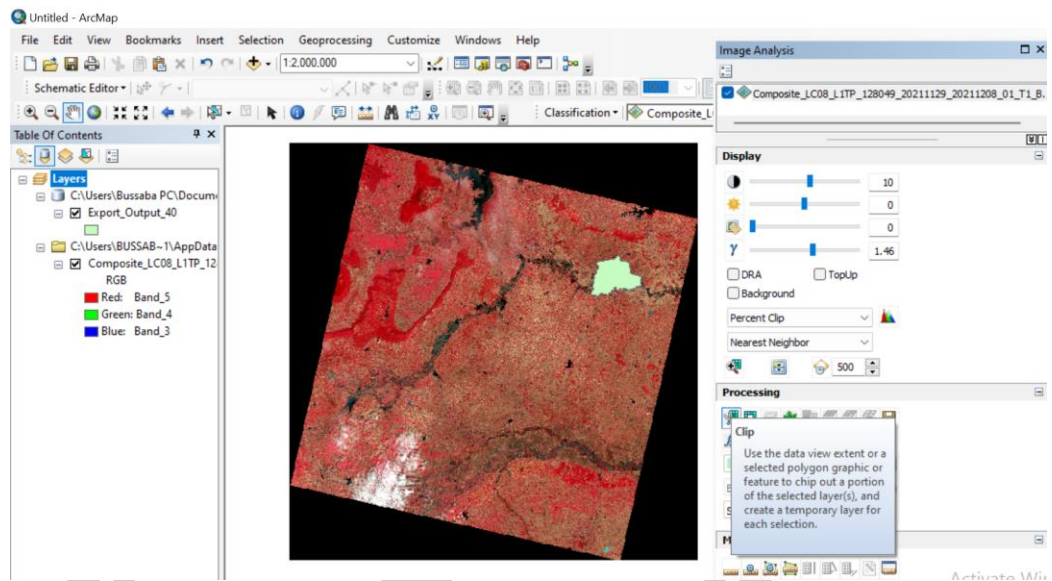 Untitled - ArcMap
File Edit View Bookmarks Insert Selection Geoprocessing Customize Windows Help
1:2,000,000
Schematic Editor
Classification Composite_L
Table Of Contents
Layers
C:\Users\Bussaba PC\Docum
Export_Output_40
C:\Users\BUSSAB~1\AppData
Composite_LC08_L1TP_12
RGB
Red: Band_5
Green: Band_4
Blue: Band_3
Image Analysis
Composite_LC08_L1TP_128049_20211129_20211208_01_T1_B.
Display
10
0
0
γ 1.46
DRA TopUp
Background
Percent Clip
Nearest Neighbor
500
Processing
Clip
Use the data view extent or a
selected polygon graphic or
feature to chip out a portion
of the selected layer(s), and
create a temporary layer for
each selection.
M